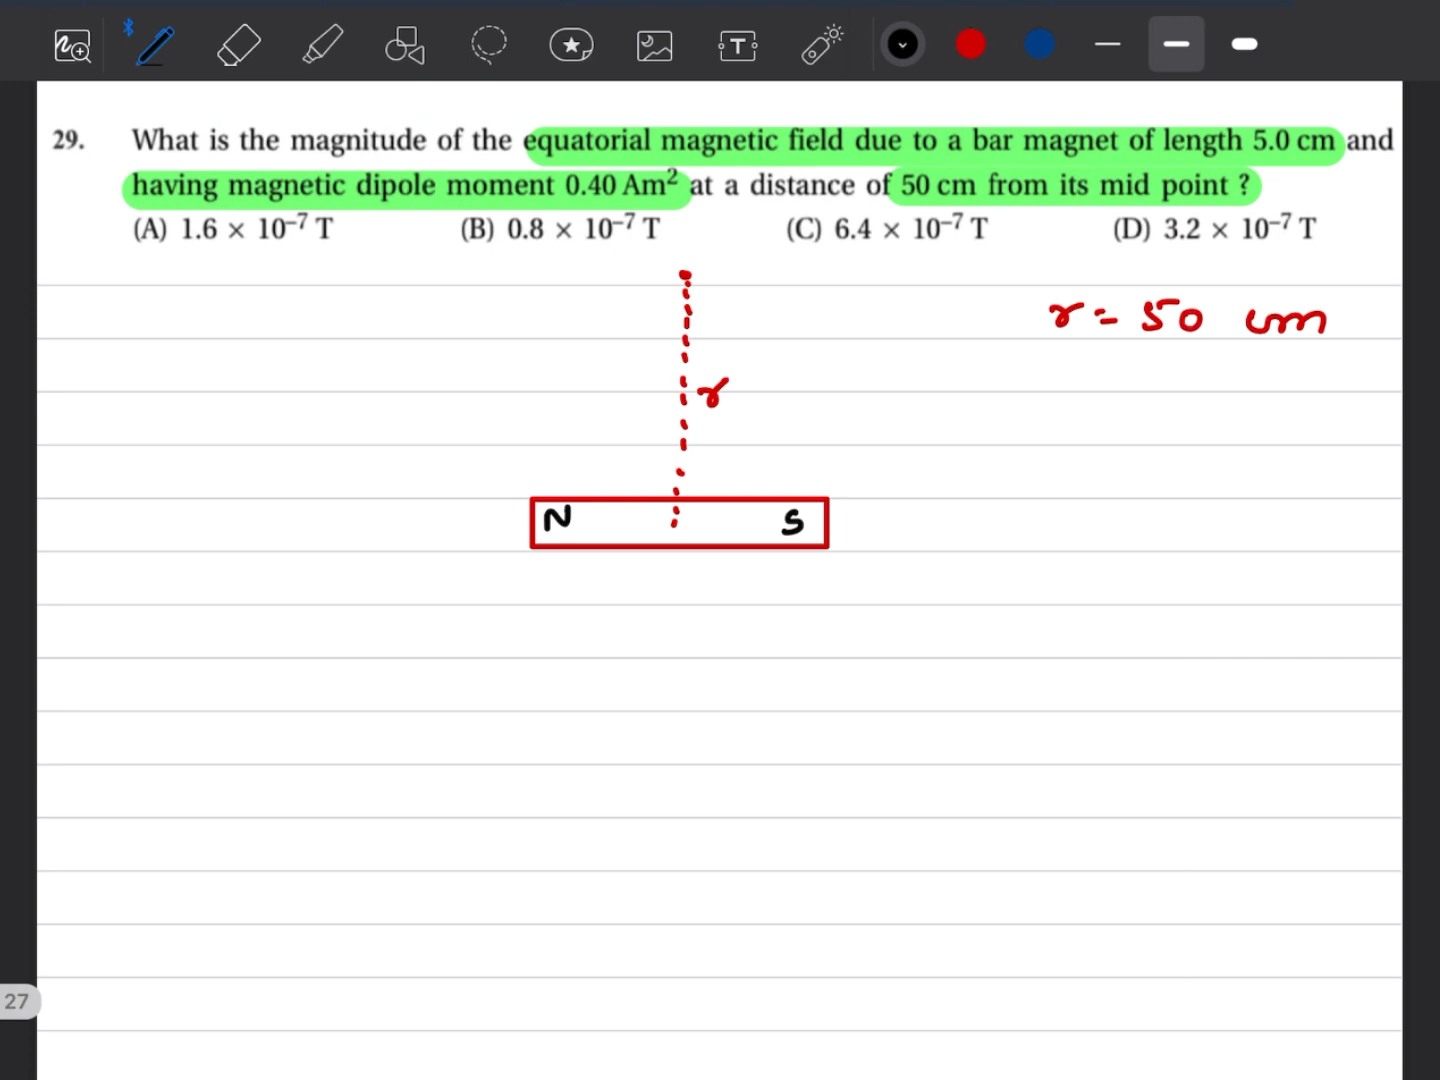 29. What is the magnitude of the equatorial magnetic field due to a bar magnet of length 5.0 cm and
having magnetic dipole moment 0.40 Am² at a distance of 50 cm from its mid point ?
(A) 1.6 × 10⁻⁷ T (B) 0.8 × 10⁻⁷ T (C) 6.4 × 10⁻⁷ T (D) 3.2 × 10⁻⁷ T
r = 50 cm
r
N S
27